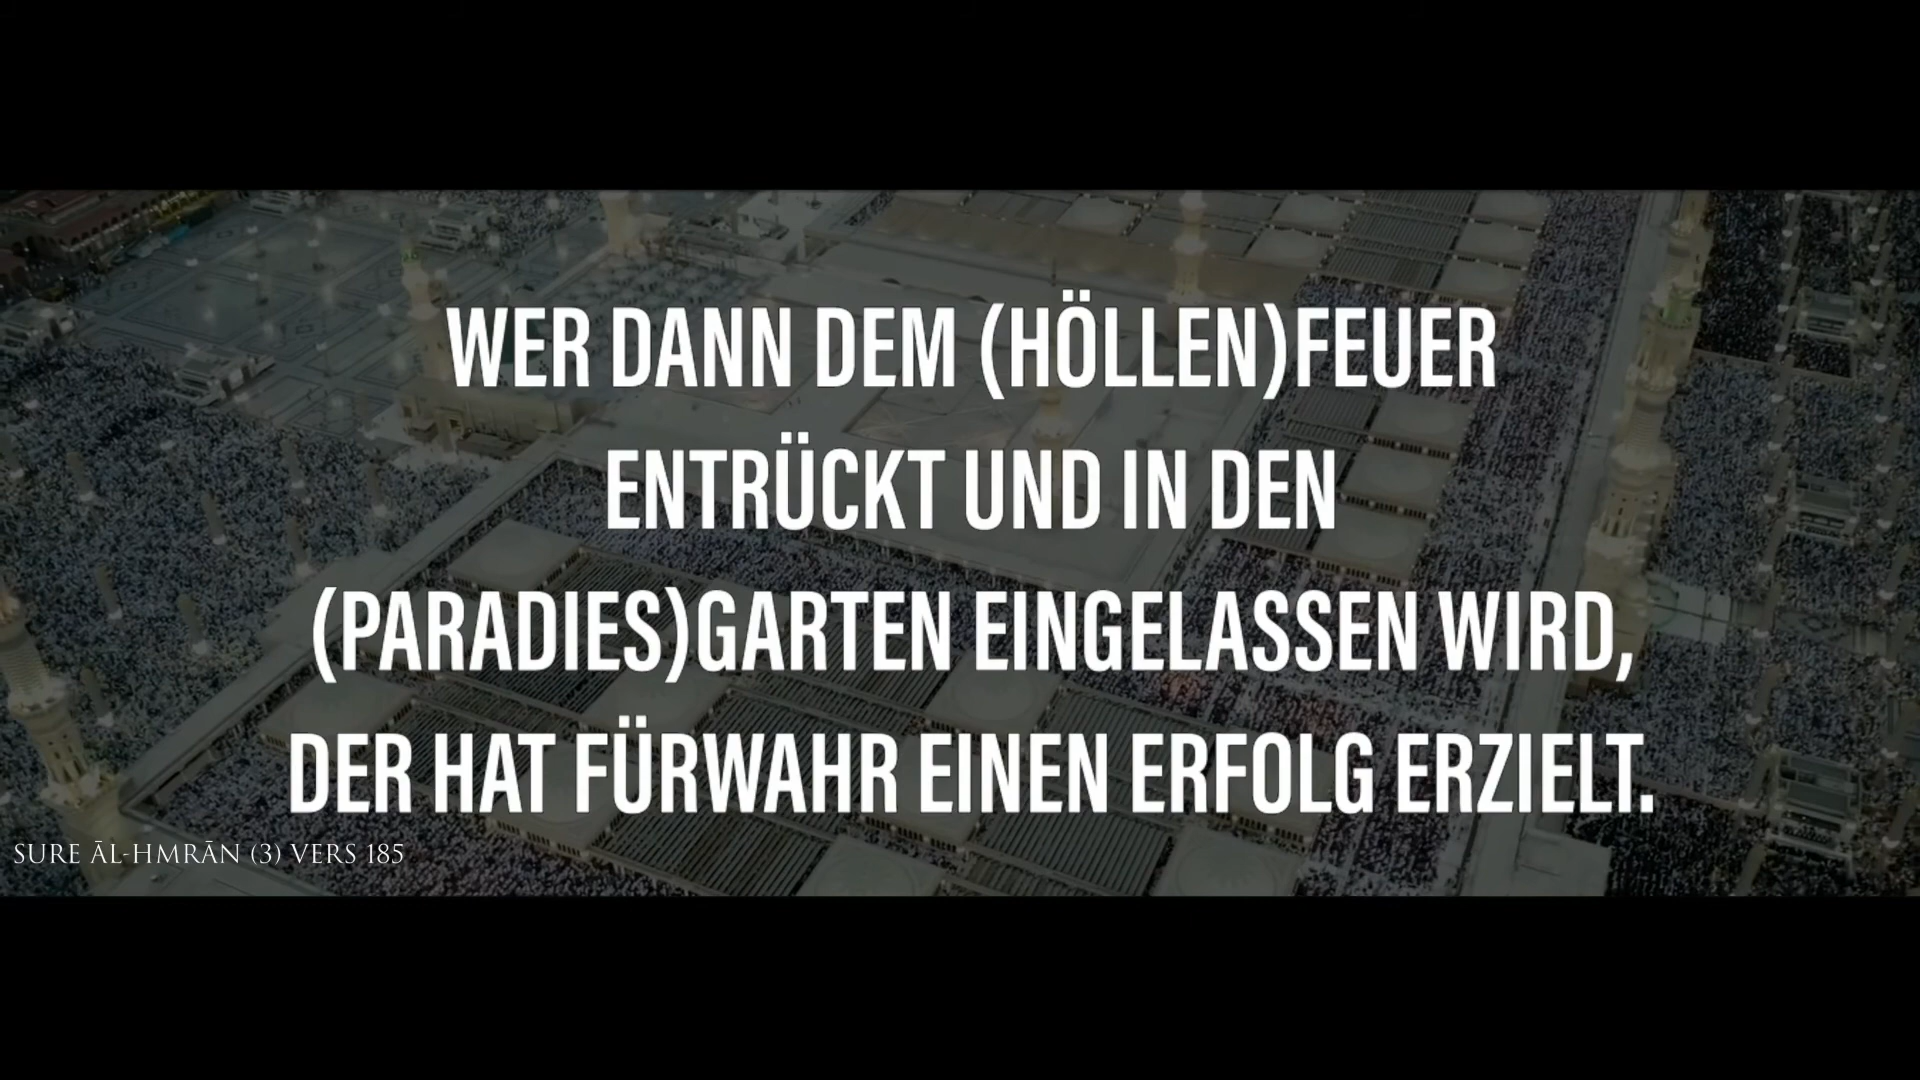 WER DANN DEM (HÖLLEN)FEUER
ENTRÜCKT UND IN DEN
(PARADIES)GARTEN EINGELASSEN WIRD,
DER HAT FÜRWAHR EINEN ERFOLG ERZIELT.
SURE ĀL-HMRĀN (3) VERS 185